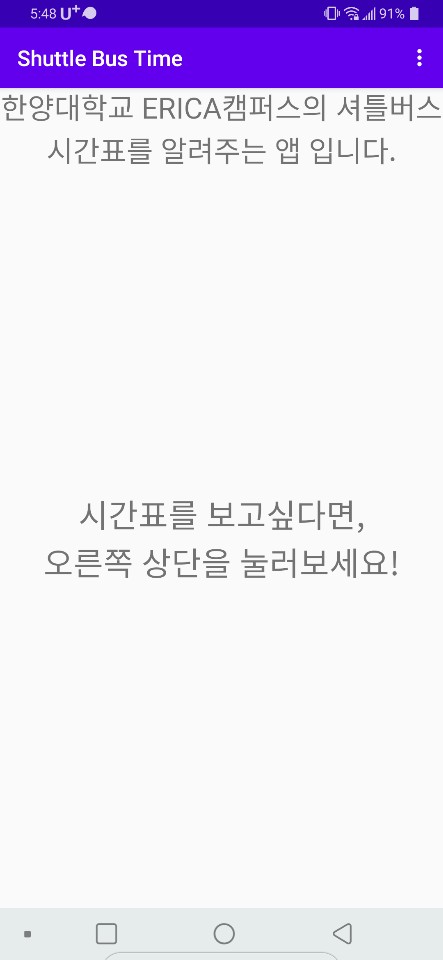 5:48 U+ 91%
Shuttle Bus Time
한양대학교 ERICA캠퍼스의 셔틀버스
시간표를 알려주는 앱 입니다.
시간표를 보고싶다면,
오른쪽 상단을 눌러보세요!